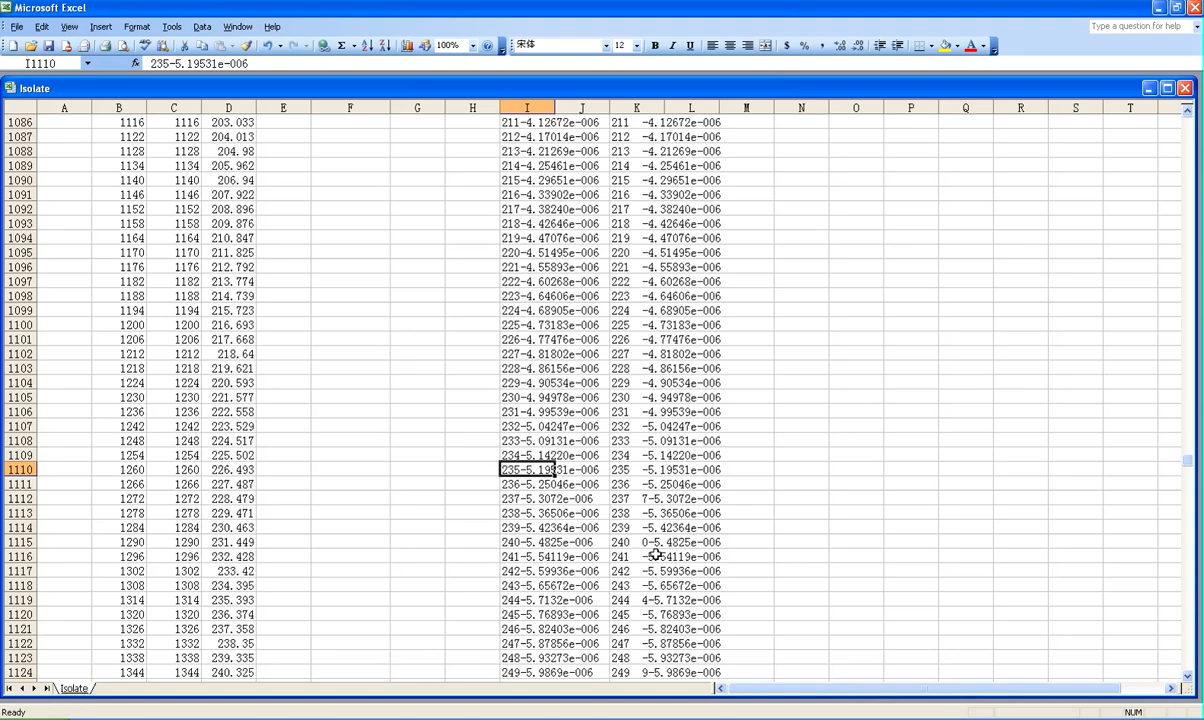 Microsoft Excel
File Edit View Insert Format Tools Data Window Help
Type a question for help
100% 宋体 12 B I U $ % ,
I1110 fx 235-5.19531e-006
Isolate
A B C D E F G H I J K L M N O P Q R S T
1086 1116 1116 203.033 211-4.12672e-006 211 -4.12672e-006
1087 1122 1122 204.013 212-4.17014e-006 212 -4.17014e-006
1088 1128 1128 204.98 213-4.21269e-006 213 -4.21269e-006
1089 1134 1134 205.962 214-4.25461e-006 214 -4.25461e-006
1090 1140 1140 206.94 215-4.29651e-006 215 -4.29651e-006
1091 1146 1146 207.922 216-4.33902e-006 216 -4.33902e-006
1092 1152 1152 208.896 217-4.38240e-006 217 -4.38240e-006
1093 1158 1158 209.876 218-4.42646e-006 218 -4.42646e-006
1094 1164 1164 210.847 219-4.47076e-006 219 -4.47076e-006
1095 1170 1170 211.825 220-4.51495e-006 220 -4.51495e-006
1096 1176 1176 212.792 221-4.55893e-006 221 -4.55893e-006
1097 1182 1182 213.774 222-4.60268e-006 222 -4.60268e-006
1098 1188 1188 214.739 223-4.64606e-006 223 -4.64606e-006
1099 1194 1194 215.723 224-4.68905e-006 224 -4.68905e-006
1100 1200 1200 216.693 225-4.73183e-006 225 -4.73183e-006
1101 1206 1206 217.668 226-4.77476e-006 226 -4.77476e-006
1102 1212 1212 218.64 227-4.81802e-006 227 -4.81802e-006
1103 1218 1218 219.621 228-4.86156e-006 228 -4.86156e-006
1104 1224 1224 220.593 229-4.90534e-006 229 -4.90534e-006
1105 1230 1230 221.577 230-4.94978e-006 230 -4.94978e-006
1106 1236 1236 222.558 231-4.99539e-006 231 -4.99539e-006
1107 1242 1242 223.529 232-5.04247e-006 232 -5.04247e-006
1108 1248 1248 224.517 233-5.09131e-006 233 -5.09131e-006
1109 1254 1254 225.502 234-5.14220e-006 234 -5.14220e-006
1110 1260 1260 226.493 235-5.19531e-006 235 -5.19531e-006
1111 1266 1266 227.487 236-5.25046e-006 236 -5.25046e-006
1112 1272 1272 228.479 237-5.3072e-006 237 7-5.3072e-006
1113 1278 1278 229.471 238-5.36506e-006 238 -5.36506e-006
1114 1284 1284 230.463 239-5.42364e-006 239 -5.42364e-006
1115 1290 1290 231.449 240-5.4825e-006 240 0-5.4825e-006
1116 1296 1296 232.428 241-5.54119e-006 241 -5.54119e-006
1117 1302 1302 233.42 242-5.59936e-006 242 -5.59936e-006
1118 1308 1308 234.395 243-5.65672e-006 243 -5.65672e-006
1119 1314 1314 235.393 244-5.7132e-006 244 4-5.7132e-006
1120 1320 1320 236.374 245-5.76893e-006 245 -5.76893e-006
1121 1326 1326 237.358 246-5.82403e-006 246 -5.82403e-006
1122 1332 1332 238.35 247-5.87856e-006 247 -5.87856e-006
1123 1338 1338 239.335 248-5.93273e-006 248 -5.93273e-006
1124 1344 1344 240.325 249-5.9869e-006 249 9-5.9869e-006
Isolate
Ready NUM